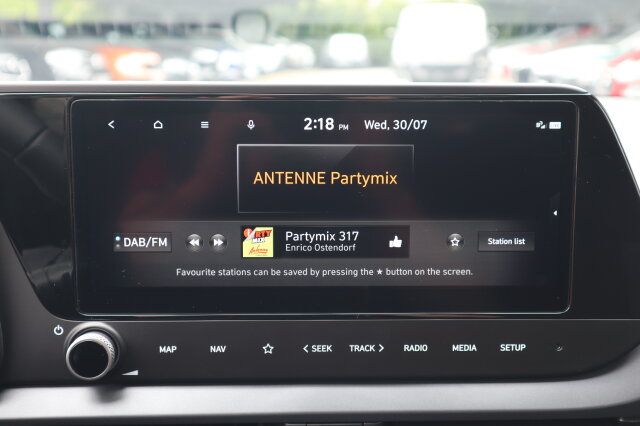 2:18 PM Wed, 30/07
ANTENNE Partymix
DAB/FM
Partymix 317
Enrico Ostendorf
Station list
Favourite stations can be saved by pressing the ★ button on the screen.
MAP NAV ☆ < SEEK TRACK > RADIO MEDIA SETUP